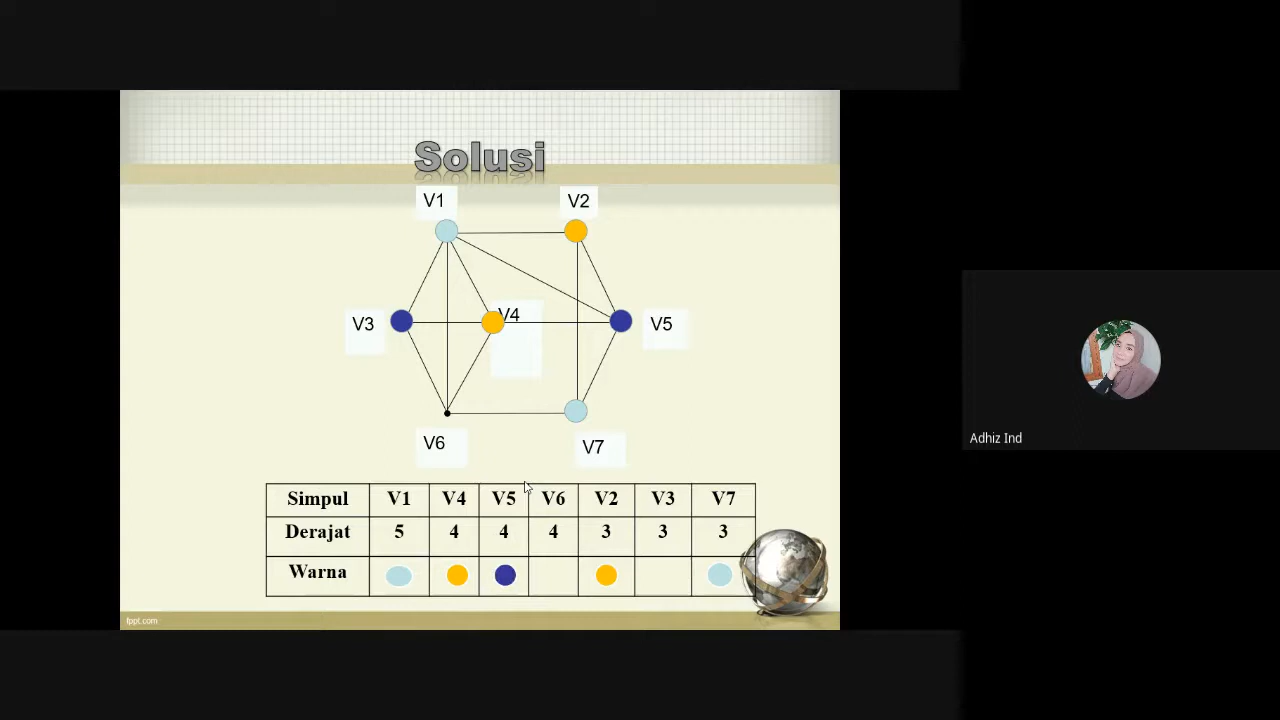 Solusi
V1
V2
V3
V4
V5
V6
V7
Simpul V1 V4 V5 V6 V2 V3 V7
Derajat 5 4 4 4 3 3 3
Warna
fppt.com
Adhiz Ind